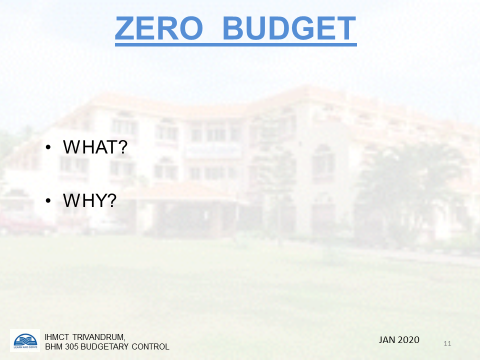 ZERO BUDGET
• WHAT?
• WHY?
IHMCT TRIVANDRUM,
BHM 305 BUDGETARY CONTROL
JAN 2020
11